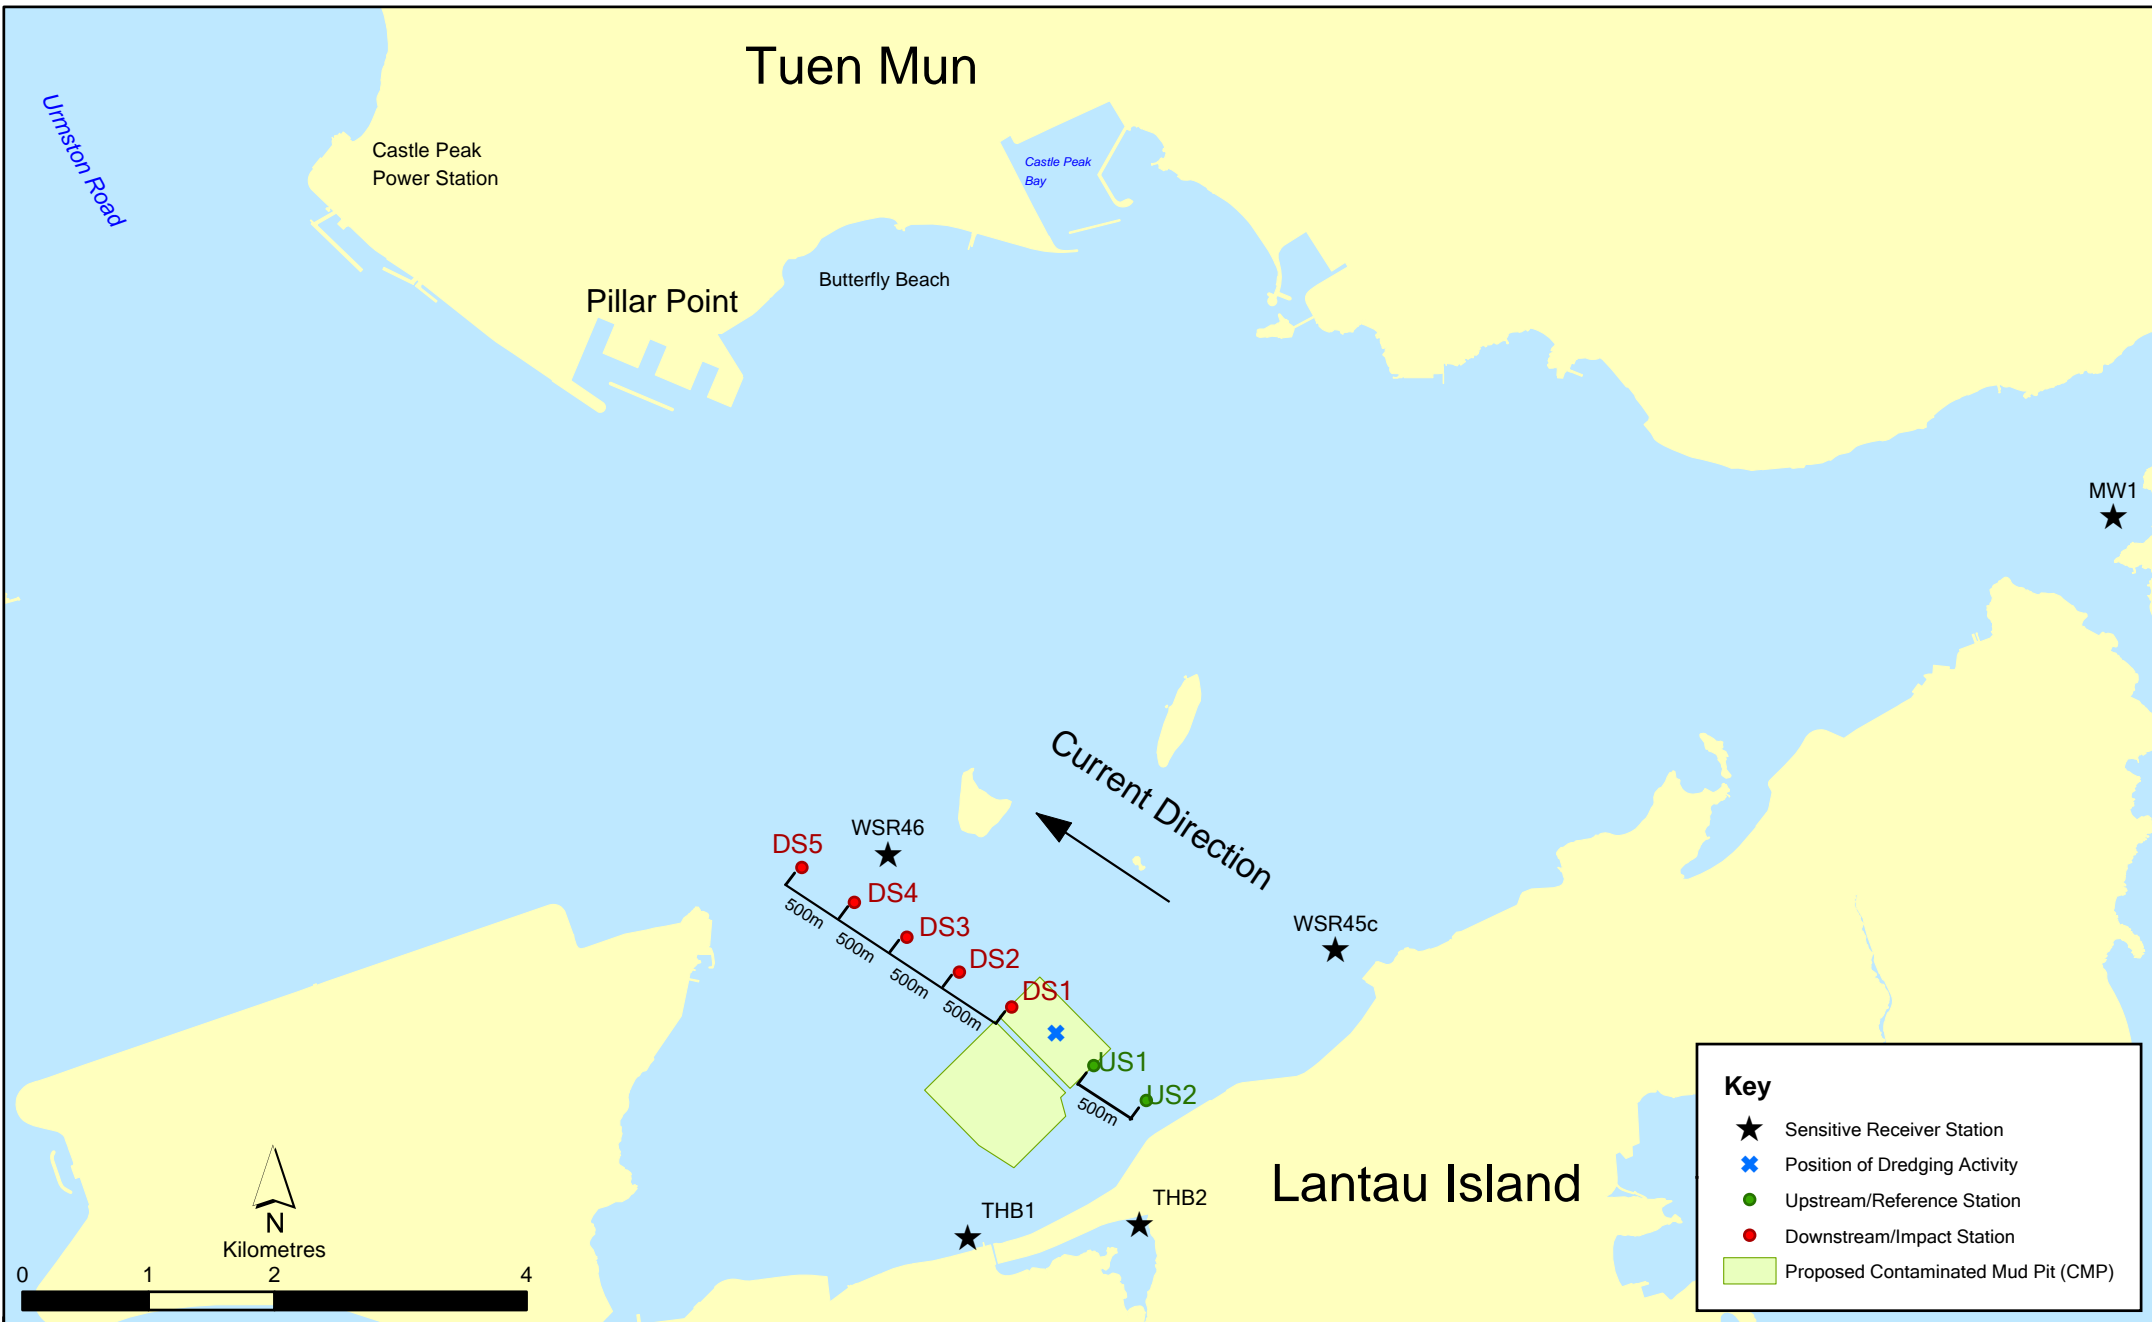 Tuen Mun
Urmston Road
Castle Peak
Power Station
Castle Peak
Bay
Butterfly Beach
Pillar Point
MW1
Current Direction
WSR46
DS5
DS4
DS3
DS2
DS1
500m
500m
500m
500m
WSR45c
US1
US2
500m
THB1
THB2
Lantau Island
N
Kilometres
0 1 2 4
Key
Sensitive Receiver Station
Position of Dredging Activity
Upstream/Reference Station
Downstream/Impact Station
Proposed Contaminated Mud Pit (CMP)